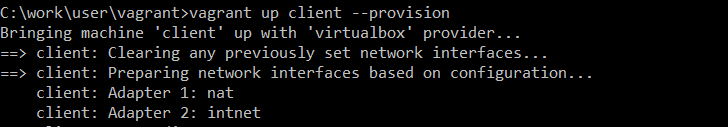 C:\work\user\vagrant>vagrant up client --provision
Bringing machine 'client' up with 'virtualbox' provider...
==> client: Clearing any previously set network interfaces...
==> client: Preparing network interfaces based on configuration...
client: Adapter 1: nat
client: Adapter 2: intnet